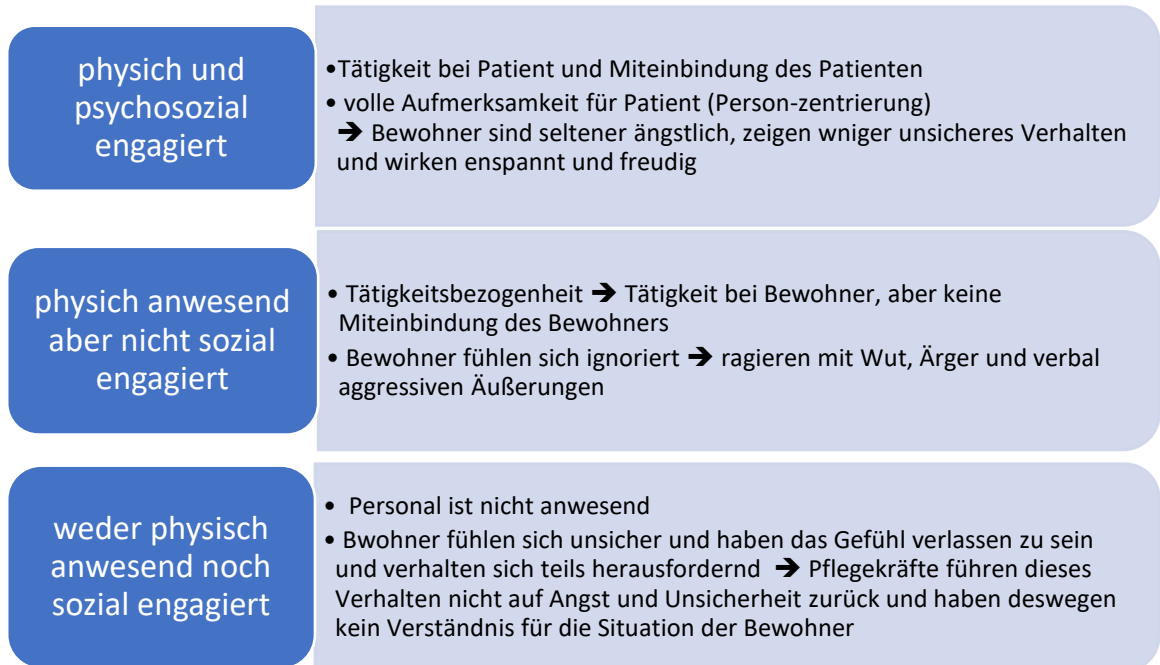 physich und
psychosozial
engagiert
•Tätigkeit bei Patient und Miteinbindung des Patienten
• volle Aufmerksamkeit für Patient (Person-zentrierung)
➔ Bewohner sind seltener ängstlich, zeigen wniger unsicheres Verhalten
und wirken enspannt und freudig
physich anwesend
aber nicht sozial
engagiert
• Tätigkeitsbezogenheit ➔ Tätigkeit bei Bewohner, aber keine
Miteinbindung des Bewohners
• Bewohner fühlen sich ignoriert ➔ ragieren mit Wut, Ärger und verbal
aggressiven Äußerungen
weder physisch
anwesend noch
sozial engagiert
• Personal ist nicht anwesend
• Bwohner fühlen sich unsicher und haben das Gefühl verlassen zu sein
und verhalten sich teils herausfordernd ➔ Pflegekräfte führen dieses
Verhalten nicht auf Angst und Unsicherheit zurück und haben deswegen
kein Verständnis für die Situation der Bewohner